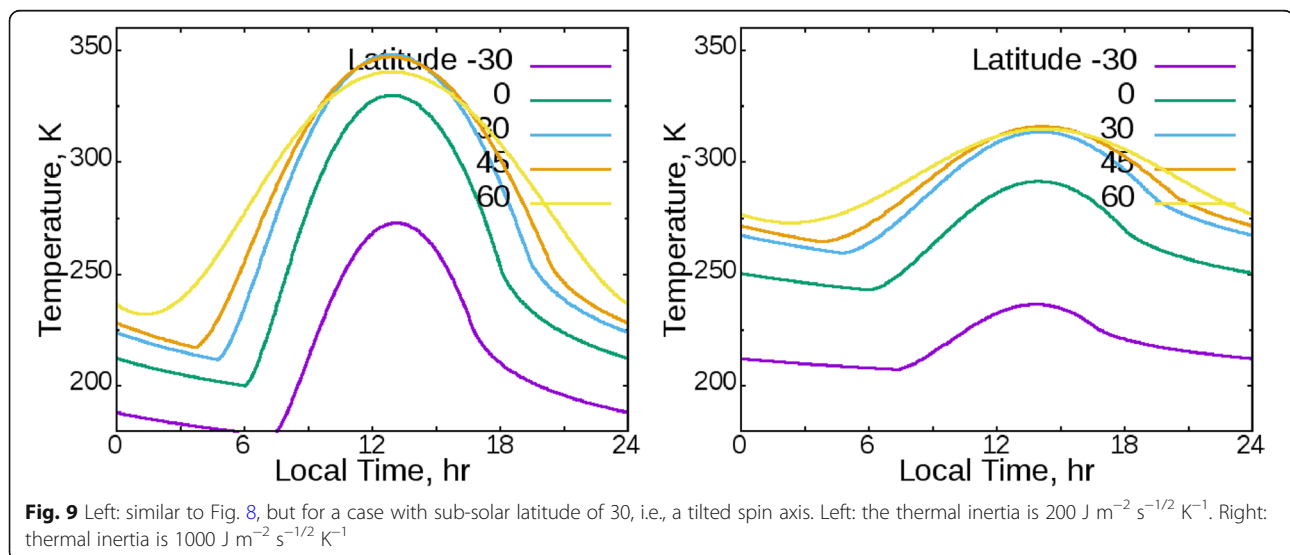 350
300
250
200
Temperature, K
Latitude -30
0
30
45
60
0 6 12 18 24
Local Time, hr
350
300
250
200
Temperature, K
Latitude -30
0
30
45
60
0 6 12 18 24
Local Time, hr
Fig. 9 Left: similar to Fig. 8, but for a case with sub-solar latitude of 30, i.e., a tilted spin axis. Left: the thermal inertia is 200 J m⁻² s⁻¹/² K⁻¹. Right:
thermal inertia is 1000 J m⁻² s⁻¹/² K⁻¹